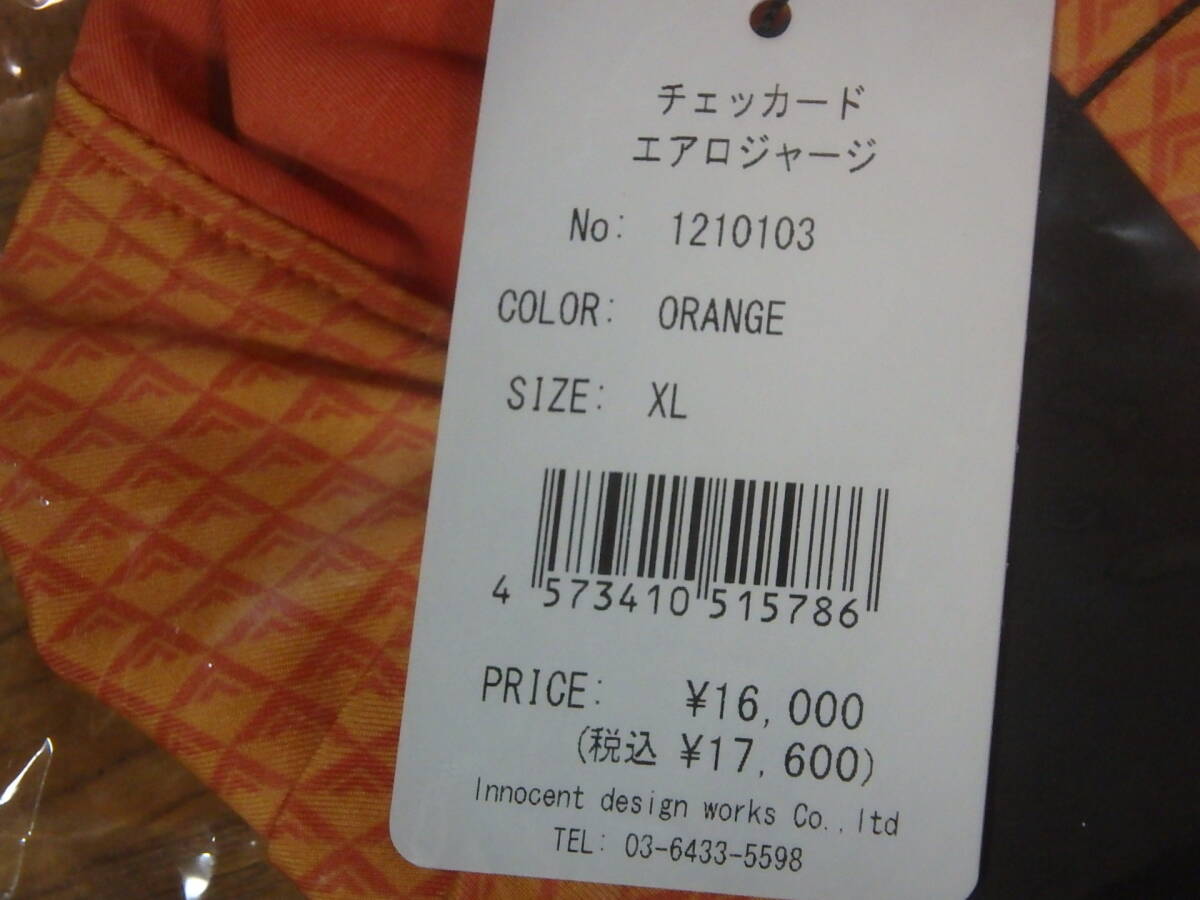 チェッカード
エアロジャージ
No: 1210103
COLOR: ORANGE
SIZE: XL
4 573410 515786
PRICE: ¥16,000
(税込 ¥17,600)
Innocent design works Co.,ltd
TEL: 03-6433-5598